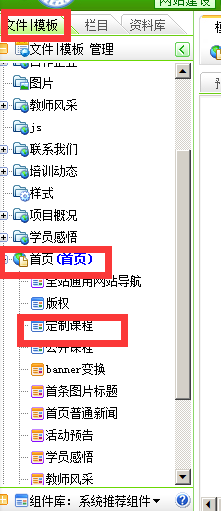 网站建设
文件|模板 栏目 资料库
文件|模板 管理
合作企业
图片
教师风采
js
联系我们
培训动态
样式
项目概况
学员感悟
首页(首页)
全站通用网站导航
版权
定制课程
公开课程
banner变换
首条图片标题
首页普通新闻
活动预告
学员感悟
教师风采
组件库: 系统推荐组件